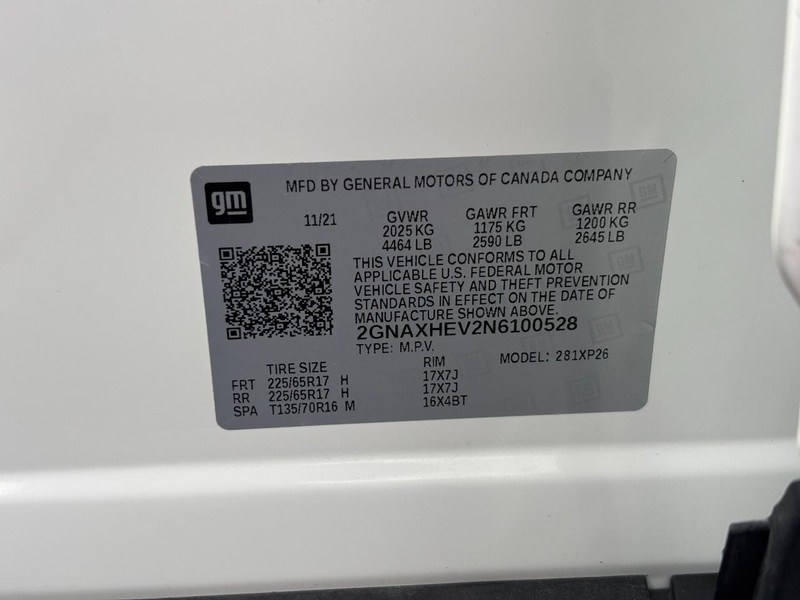 gm
MFD BY GENERAL MOTORS OF CANADA COMPANY
11/21 GVWR GAWR FRT GAWR RR
2025 KG 1175 KG 1200 KG
4464 LB 2590 LB 2645 LB
THIS VEHICLE CONFORMS TO ALL
APPLICABLE U.S. FEDERAL MOTOR
VEHICLE SAFETY AND THEFT PREVENTION
STANDARDS IN EFFECT ON THE DATE OF
MANUFACTURE SHOWN ABOVE.
2GNAXHEV2N6100528
TYPE: M.P.V. MODEL: 281XP26
TIRE SIZE RIM
FRT 225/65R17 H 17X7J
RR 225/65R17 H 17X7J
SPA T135/70R16 M 16X4BT